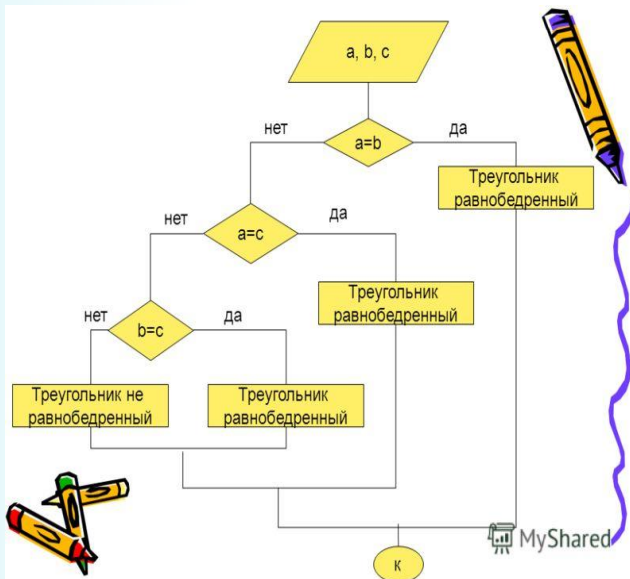 a, b, c
нет
да
a=b
Треугольник
равнобедренный
нет
да
a=c
Треугольник
равнобедренный
нет
да
b=c
Треугольник не
равнобедренный
Треугольник
равнобедренный
к
MyShared